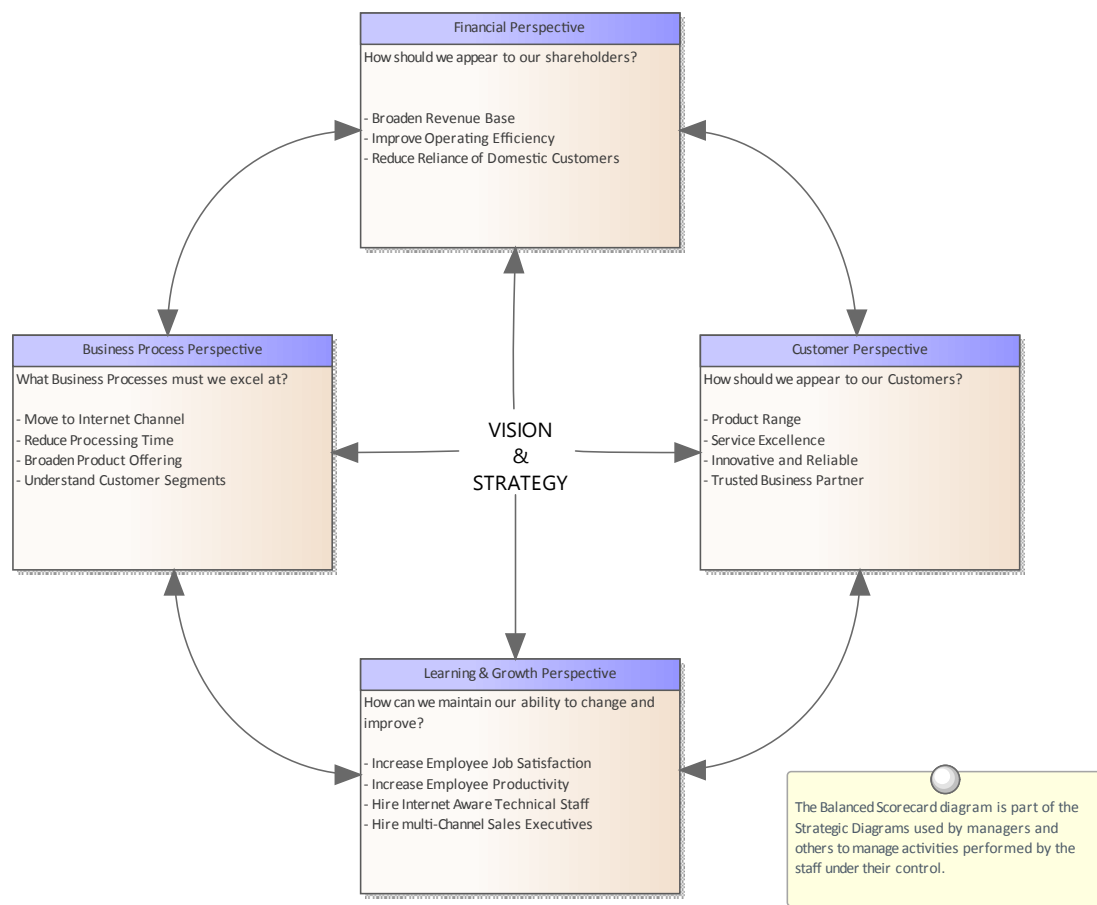 Financial Perspective
How should we appear to our shareholders?
- Broaden Revenue Base
- Improve Operating Efficiency
- Reduce Reliance of Domestic Customers
Business Process Perspective
What Business Processes must we excel at?
- Move to Internet Channel
- Reduce Processing Time
- Broaden Product Offering
- Understand Customer Segments
VISION
&
STRATEGY
Customer Perspective
How should we appear to our Customers?
- Product Range
- Service Excellence
- Innovative and Reliable
- Trusted Business Partner
Learning & Growth Perspective
How can we maintain our ability to change and
improve?
- Increase Employee Job Satisfaction
- Increase Employee Productivity
- Hire Internet Aware Technical Staff
- Hire multi-Channel Sales Executives
The Balanced Scorecard diagram is part of the
Strategic Diagrams used by managers and
others to manage activities performed by the
staff under their control.